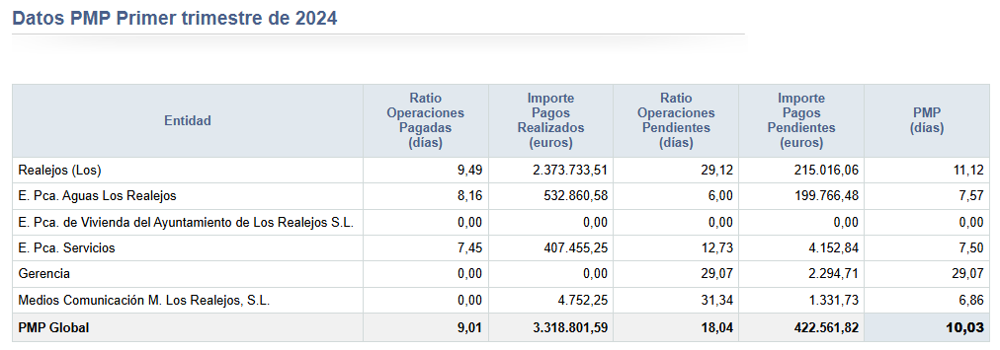 Datos PMP Primer trimestre de 2024
Entidad
Ratio
Operaciones
Pagadas
(días)
Importe
Pagos
Realizados
(euros)
Ratio
Operaciones
Pendientes
(días)
Importe
Pagos
Pendientes
(euros)
PMP
(días)
Realejos (Los) 9,49 2.373.733,51 29,12 215.016,06 11,12
E. Pca. Aguas Los Realejos 8,16 532.860,58 6,00 199.766,48 7,57
E. Pca. de Vivienda del Ayuntamiento de Los Realejos S.L. 0,00 0,00 0,00 0,00 0,00
E. Pca. Servicios 7,45 407.455,25 12,73 4.152,84 7,50
Gerencia 0,00 0,00 29,07 2.294,71 29,07
Medios Comunicación M. Los Realejos, S.L. 0,00 4.752,25 31,34 1.331,73 6,86
PMP Global 9,01 3.318.801,59 18,04 422.561,82 10,03